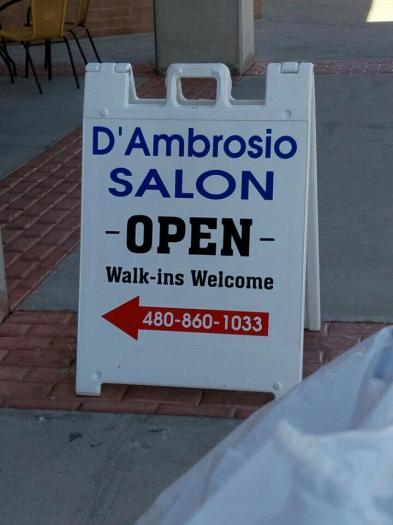 D'Ambrosio
SALON
-OPEN-
Walk-ins Welcome
480-860-1033